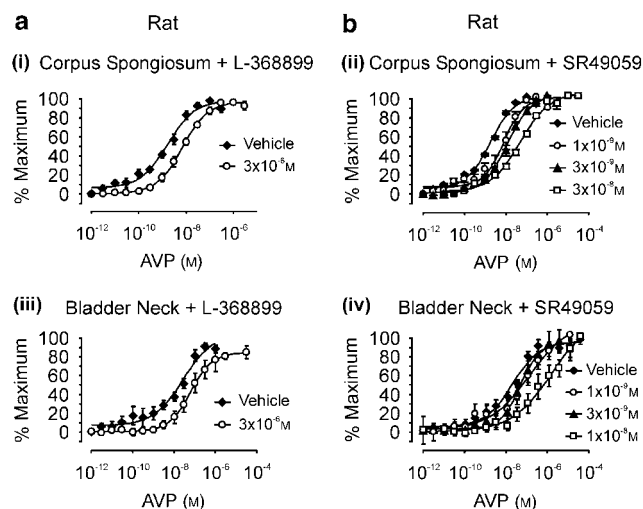 a Rat
(i) Corpus Spongiosum + L-368899
% Maximum
100
80
60
40
20
0
Vehicle
3x10⁻⁶M
10⁻¹² 10⁻¹⁰ 10⁻⁸ 10⁻⁶
AVP (M)
b Rat
(ii) Corpus Spongiosum + SR49059
% Maximum
100
80
60
40
20
0
Vehicle
1x10⁻⁹M
3x10⁻⁹M
3x10⁻⁸M
10⁻¹² 10⁻¹⁰ 10⁻⁸ 10⁻⁶ 10⁻⁴
AVP (M)
(iii) Bladder Neck + L-368899
% Maximum
100
80
60
40
20
0
Vehicle
3x10⁻⁶M
10⁻¹² 10⁻¹⁰ 10⁻⁸ 10⁻⁶ 10⁻⁴
AVP (M)
(iv) Bladder Neck + SR49059
% Maximum
100
80
60
40
20
0
Vehicle
1x10⁻⁹M
3x10⁻⁹M
1x10⁻⁸M
10⁻¹² 10⁻¹⁰ 10⁻⁸ 10⁻⁶ 10⁻⁴
AVP (M)